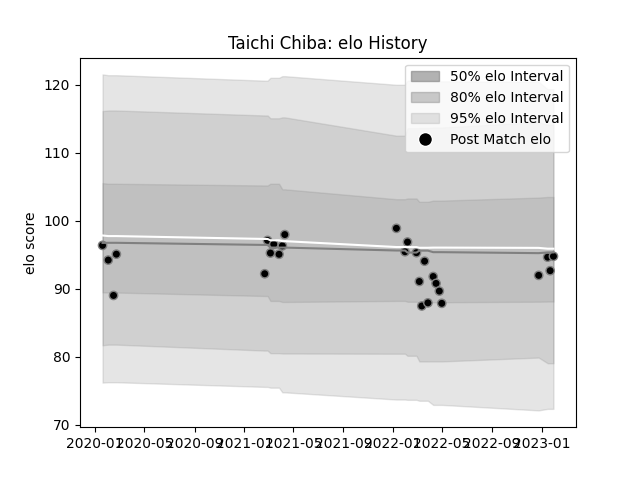 Taichi Chiba: elo History
50% elo Interval
80% elo Interval
95% elo Interval
Post Match elo
elo score
120
110
100
90
80
70
2020-01 2020-05 2020-09 2021-01 2021-05 2021-09 2022-01 2022-05 2022-09 2023-01